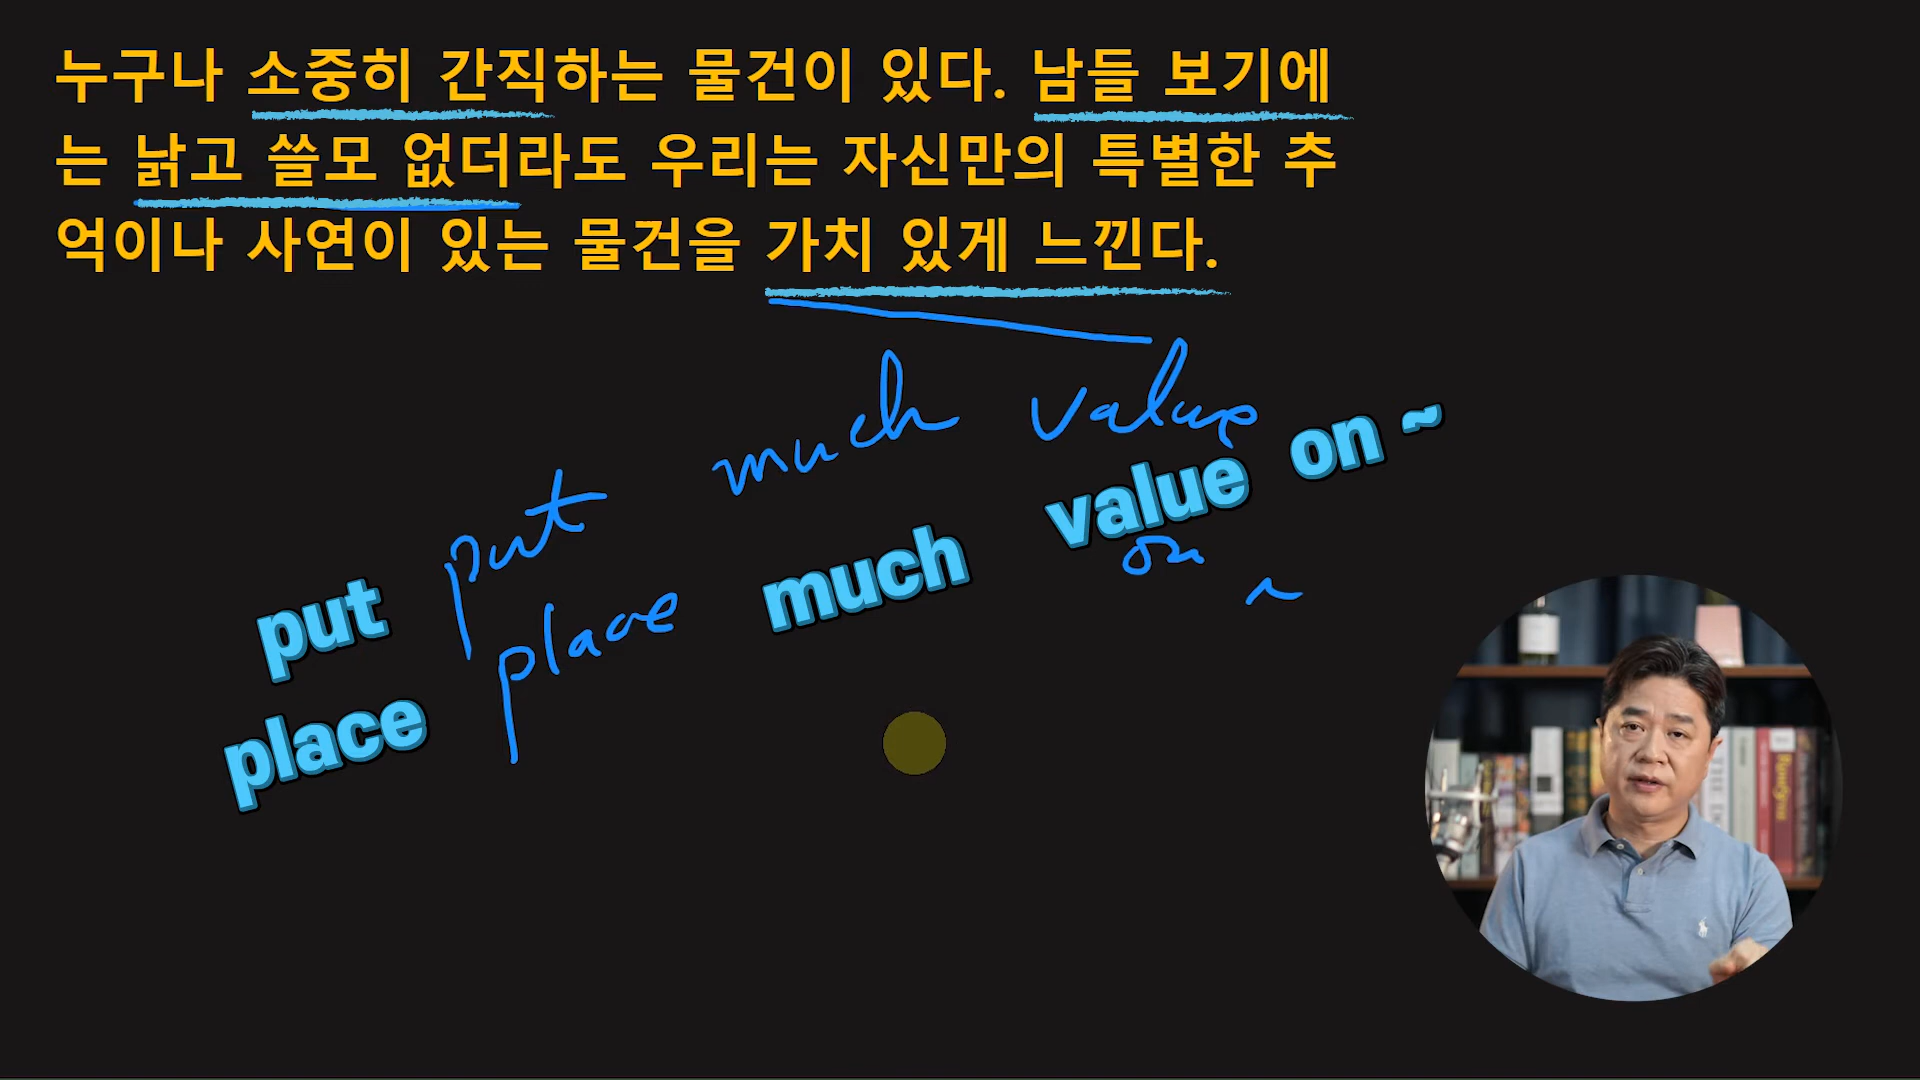 누구나 소중히 간직하는 물건이 있다. 남들 보기에
는 낡고 쓸모 없더라도 우리는 자신만의 특별한 추
억이나 사연이 있는 물건을 가치 있게 느낀다.
put much value
on ~
place
put much value on ~
place